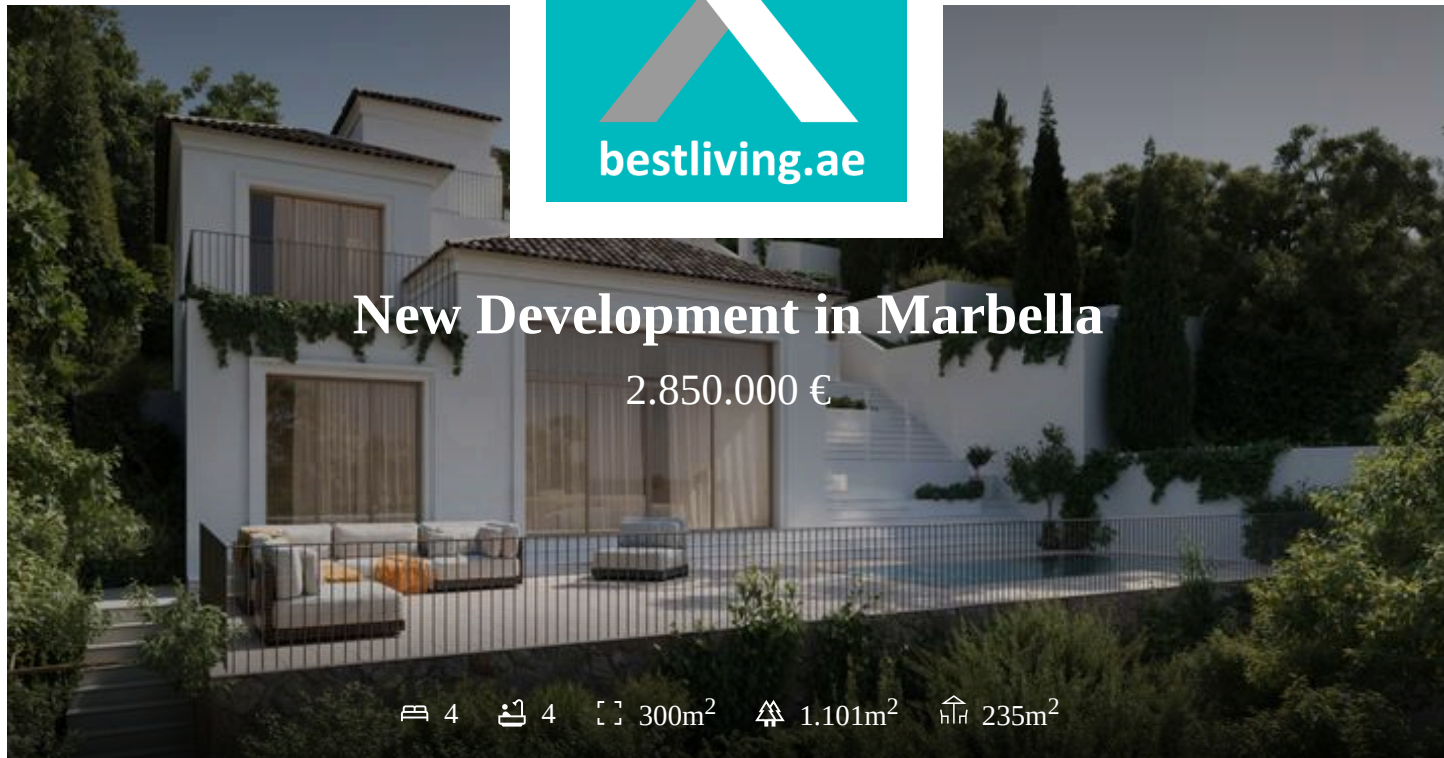 bestliving.ae
New Development in Marbella
2.850.000 €
4 4 300m² 1.101m² 235m²